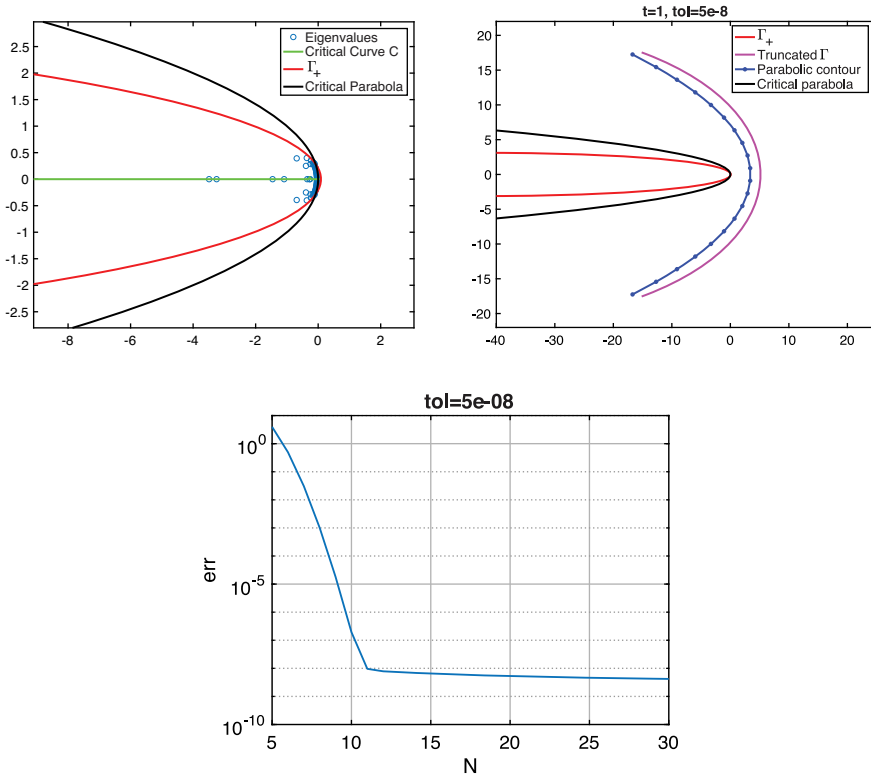 Eigenvalues
Critical Curve C
Γ+
Critical Parabola
2.5
2
1.5
1
0.5
0
-0.5
-1
-1.5
-2
-2.5
-8 -6 -4 -2 0 2
t=1, tol=5e-8
Γ+
Truncated Γ
Parabolic contour
Critical parabola
20
15
10
5
0
-5
-10
-15
-20
-40 -30 -20 -10 0 10 20
tol=5e-08
err
10^0
10^-5
10^-10
5 10 15 20 25 30
N